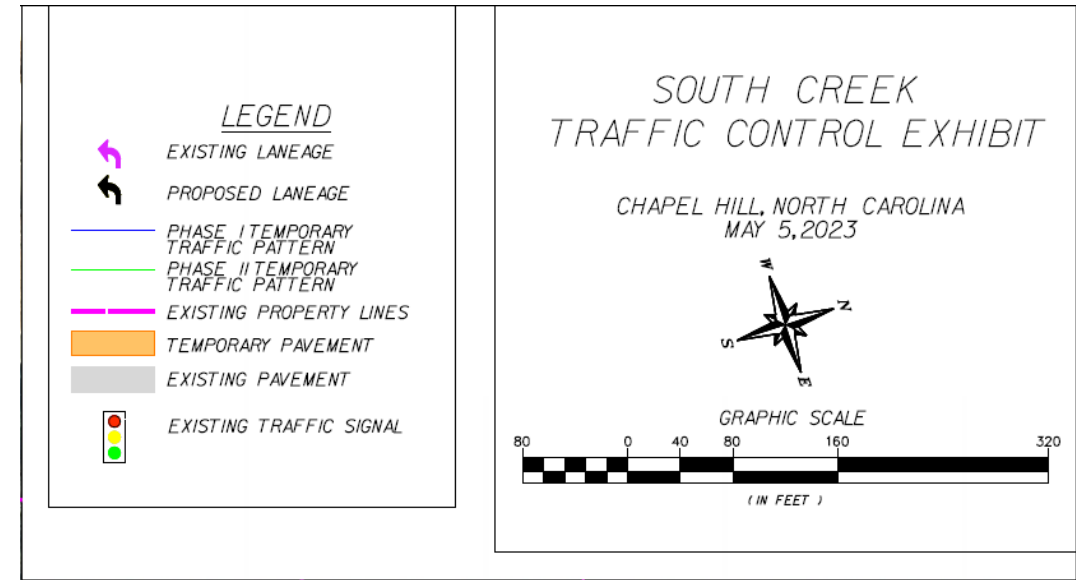 LEGEND
EXISTING LANEAGE
PROPOSED LANEAGE
PHASE I TEMPORARY
TRAFFIC PATTERN
PHASE II TEMPORARY
TRAFFIC PATTERN
EXISTING PROPERTY LINES
TEMPORARY PAVEMENT
EXISTING PAVEMENT
EXISTING TRAFFIC SIGNAL
SOUTH CREEK
TRAFFIC CONTROL EXHIBIT
CHAPEL HILL, NORTH CAROLINA
MAY 5, 2023
W
N
S
E
GRAPHIC SCALE
80 0 40 80 160 320
( IN FEET )